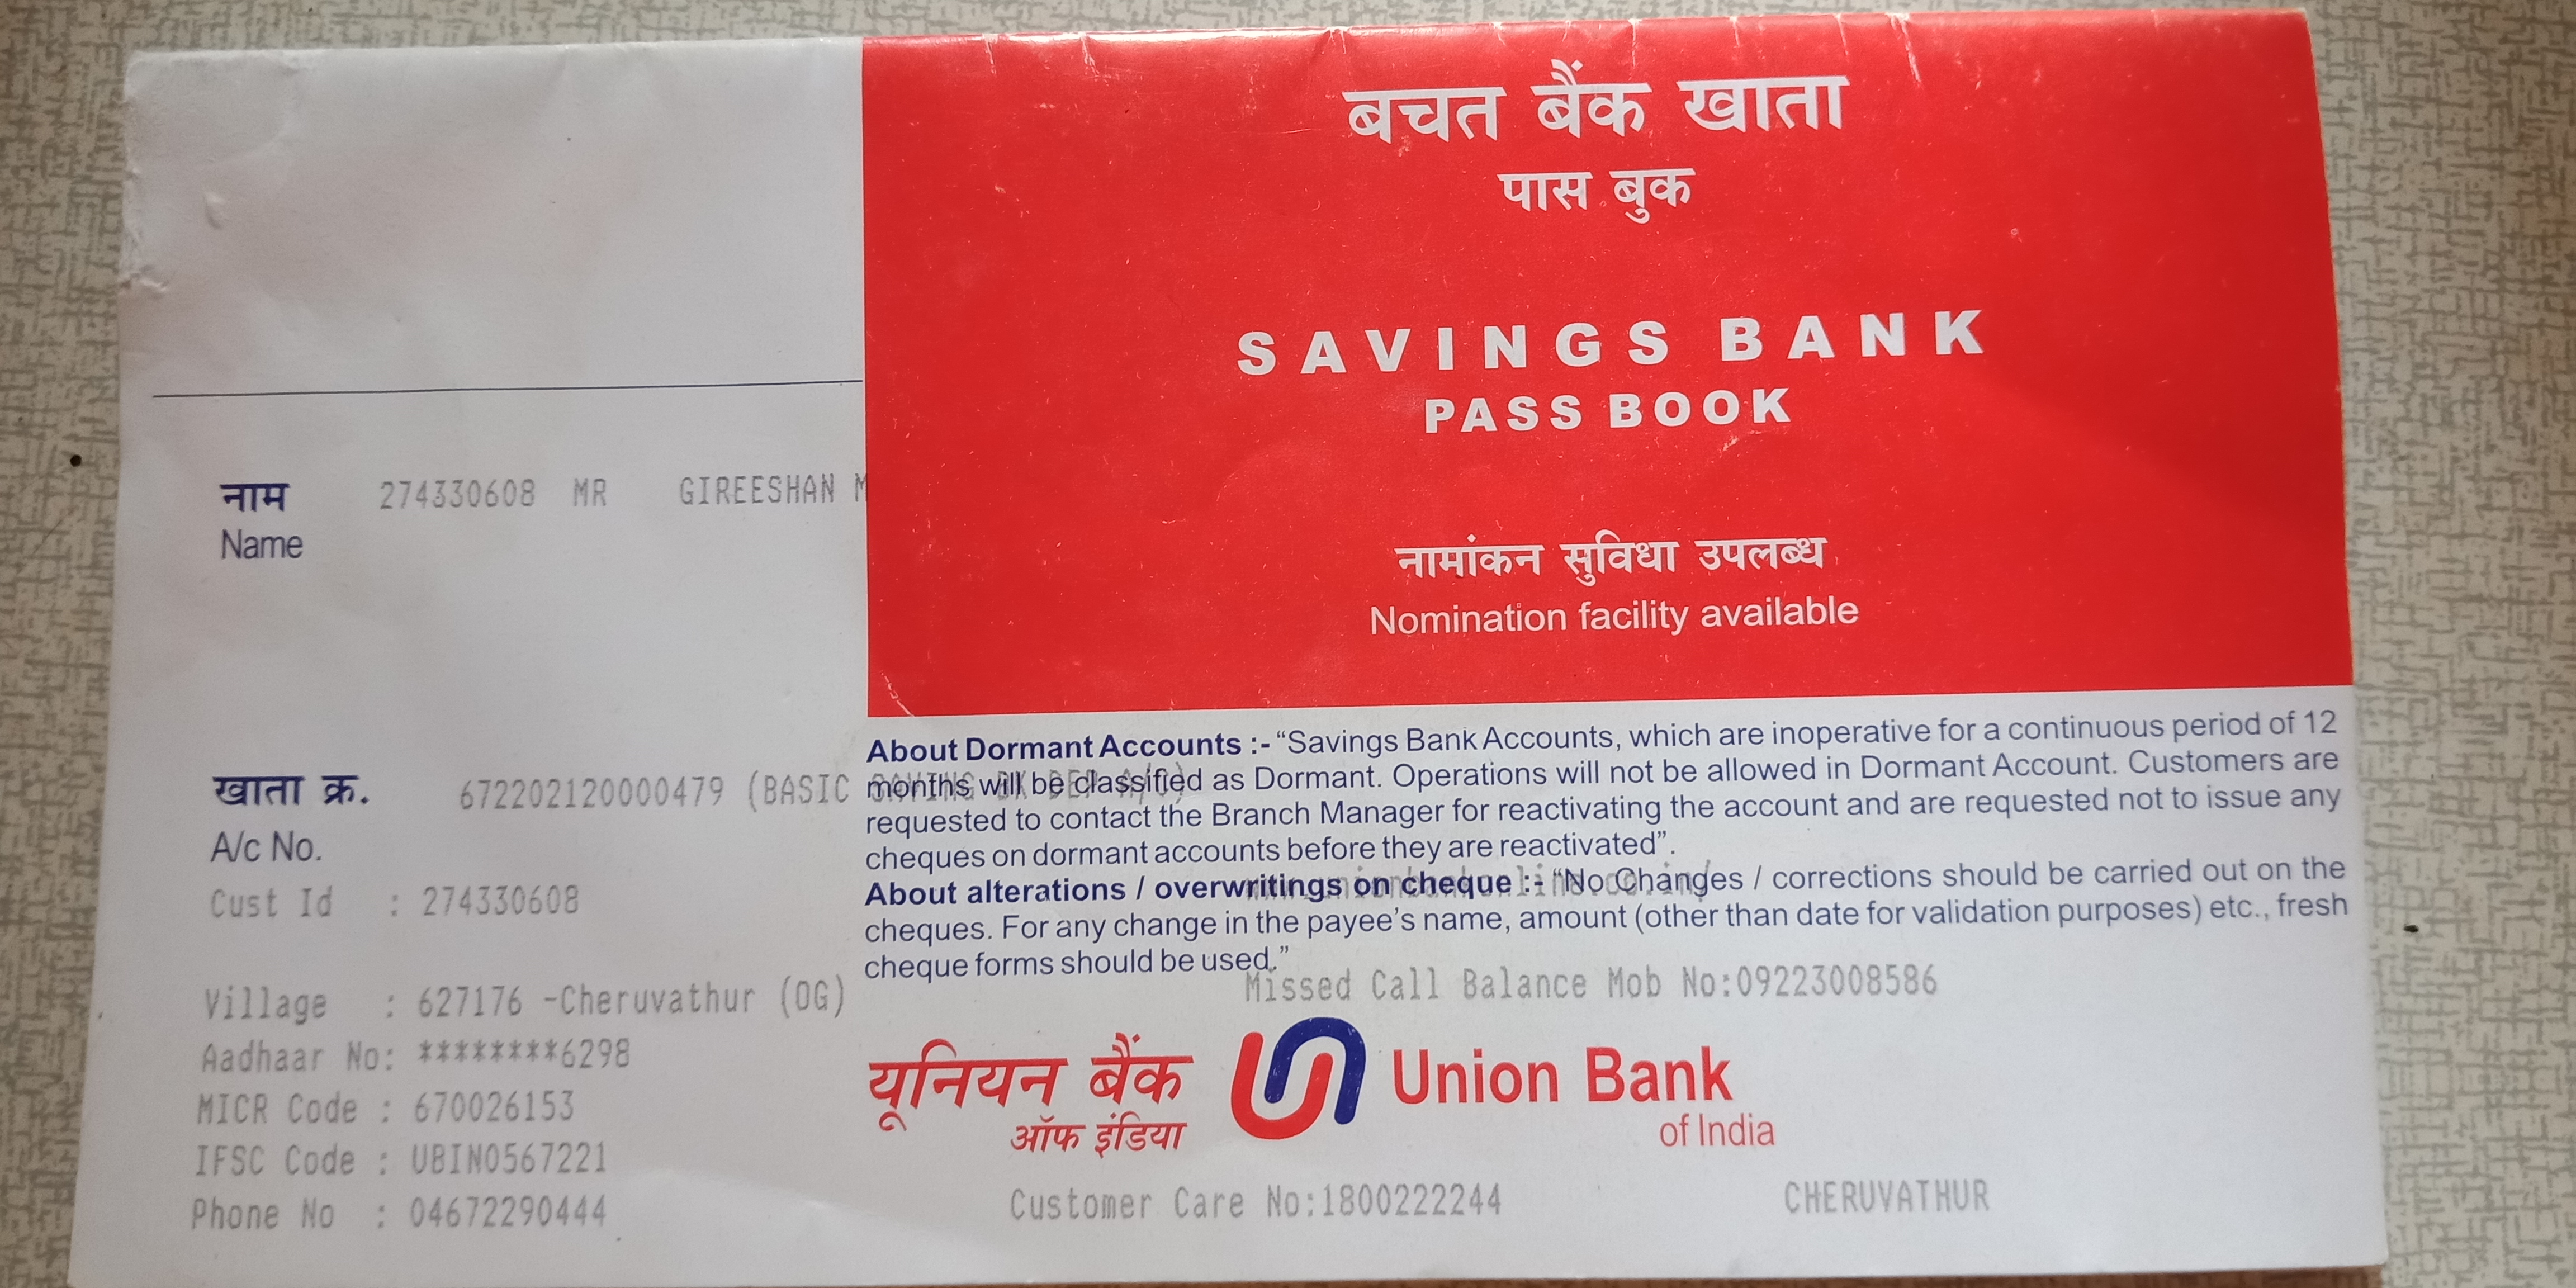 बचत बैंक खाता
पास बुक
SAVINGS BANK
PASS BOOK
नामांकन सुविधा उपलब्ध
Nomination facility available
नाम 274330608 MR GIREESHAN M
Name
खाता क्र. 672202120000479 (BASIC SAVING BK DEP A/C)
A/c No.
Cust Id : 274330608
Village : 627176 -Cheruvathur (OG)
Aadhaar No: ********6298
MICR Code : 670026153
IFSC Code : UBIN0567221
Phone No : 04672290444
About Dormant Accounts :- “Savings Bank Accounts, which are inoperative for a continuous period of 12
months will be classified as Dormant. Operations will not be allowed in Dormant Account. Customers are
requested to contact the Branch Manager for reactivating the account and are requested not to issue any
cheques on dormant accounts before they are reactivated”.
About alterations / overwritings on cheque :- “No Changes / corrections should be carried out on the
www.unionbankonline.co.in
cheques. For any change in the payee’s name, amount (other than date for validation purposes) etc., fresh
cheque forms should be used.”
Missed Call Balance Mob No:09223008586
यूनियन बैंक Union Bank
ऑफ इंडिया of India
Customer Care No:1800222244 CHERUVATHUR